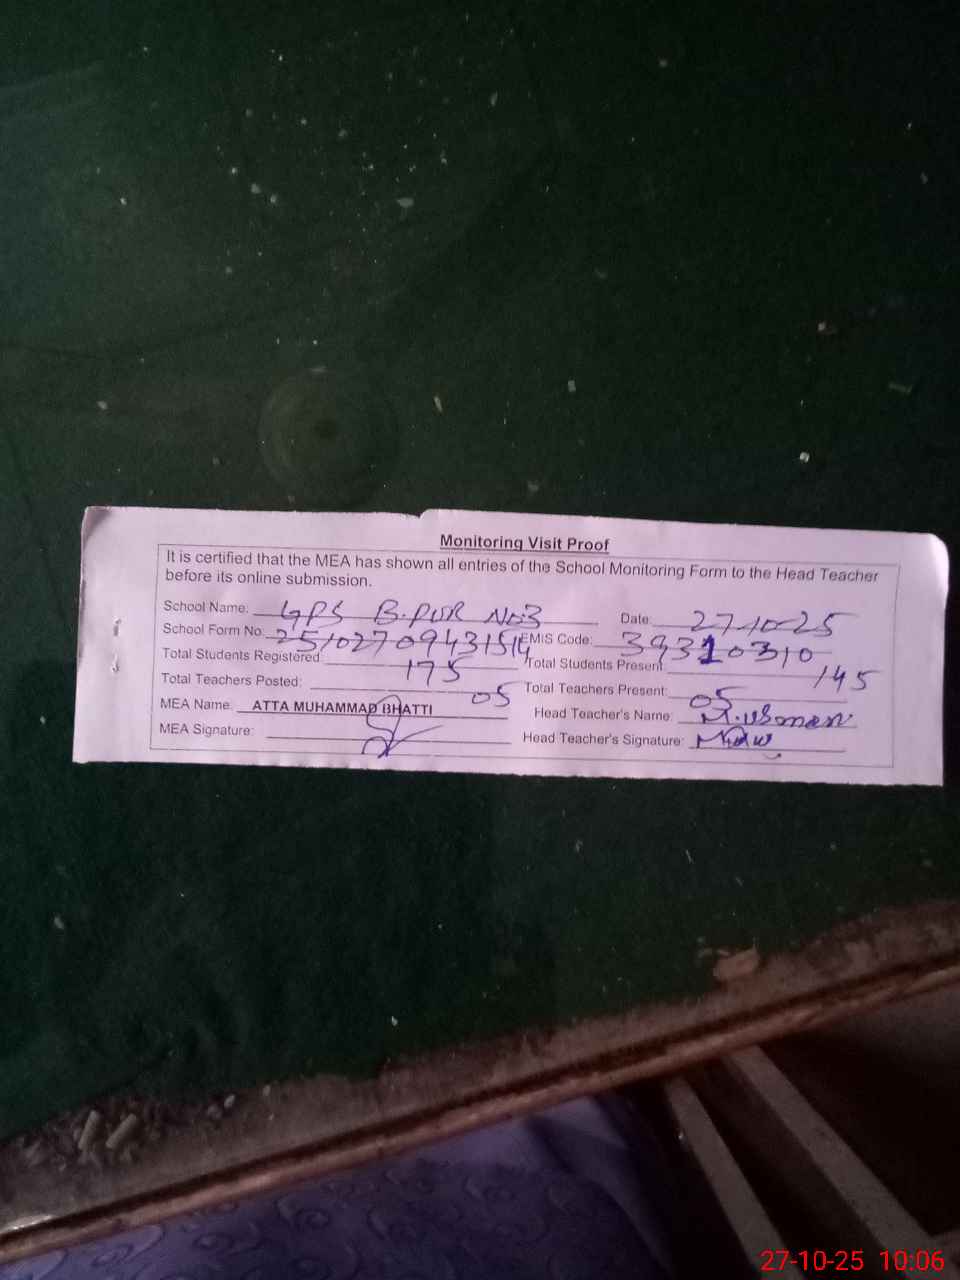 Monitoring Visit Proof
It is certified that the MEA has shown all entries of the School Monitoring Form to the Head Teacher
before its online submission.
School Name: GPS B.PUR No3 Date: 27-10-25
School Form No: 25102709431514 EMIS Code: 39310310
Total Students Registered: 175 Total Students Present: 145
Total Teachers Posted: 05 Total Teachers Present: 05
MEA Name: ATTA MUHAMMAD BHATTI Head Teacher's Name: M.Usman
MEA Signature: Head Teacher's Signature:
27-10-25 10:06